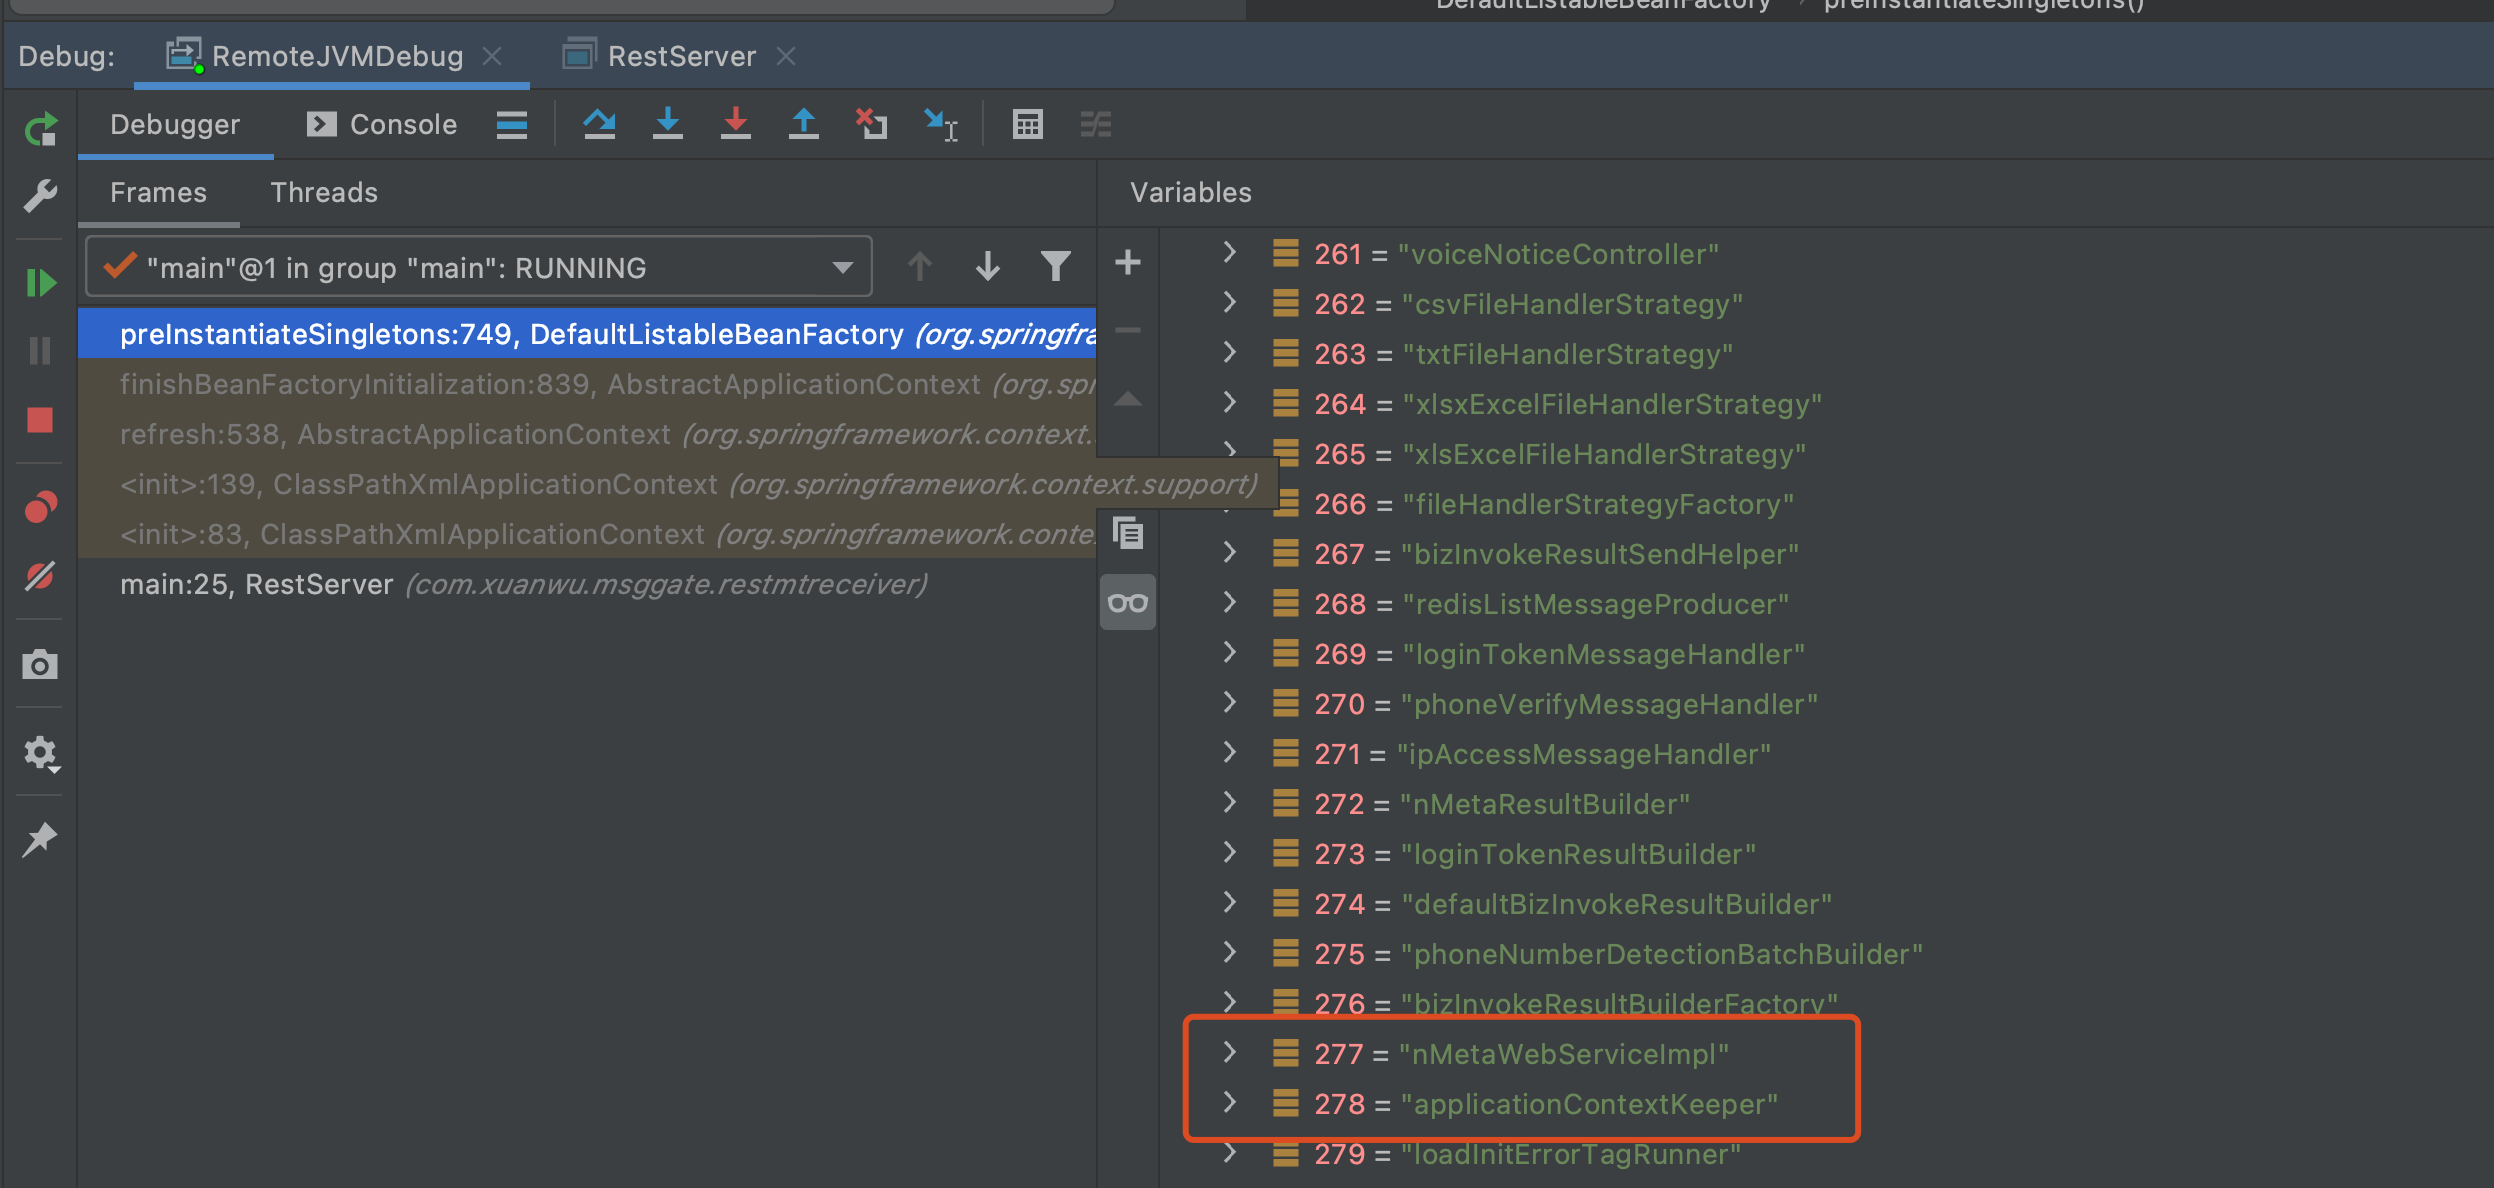 DefaultListableBeanFactory › preInstantiateSingletons()
Debug: RemoteJVMDebug RestServer
Debugger Console
Frames Threads
Variables
"main"@1 in group "main": RUNNING
preInstantiateSingletons:749, DefaultListableBeanFactory (org.springfra
finishBeanFactoryInitialization:839, AbstractApplicationContext (org.spr
refresh:538, AbstractApplicationContext (org.springframework.context.
<init>:139, ClassPathXmlApplicationContext (org.springframework.context.support)
<init>:83, ClassPathXmlApplicationContext (org.springframework.conte
main:25, RestServer (com.xuanwu.msggate.restmtreceiver)
261 = "voiceNoticeController"
262 = "csvFileHandlerStrategy"
263 = "txtFileHandlerStrategy"
264 = "xlsxExcelFileHandlerStrategy"
265 = "xlsExcelFileHandlerStrategy"
266 = "fileHandlerStrategyFactory"
267 = "bizInvokeResultSendHelper"
268 = "redisListMessageProducer"
269 = "loginTokenMessageHandler"
270 = "phoneVerifyMessageHandler"
271 = "ipAccessMessageHandler"
272 = "nMetaResultBuilder"
273 = "loginTokenResultBuilder"
274 = "defaultBizInvokeResultBuilder"
275 = "phoneNumberDetectionBatchBuilder"
276 = "bizInvokeResultBuilderFactory"
277 = "nMetaWebServiceImpl"
278 = "applicationContextKeeper"
279 = "loadInitErrorTagRunner"